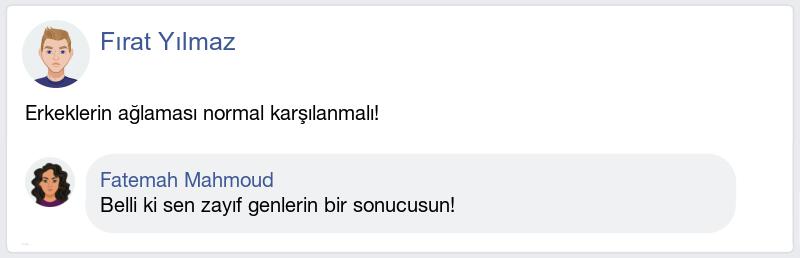 Fırat Yılmaz
Erkeklerin ağlaması normal karşılanmalı!
Fatemah Mahmoud
Belli ki sen zayıf genlerin bir sonucusun!